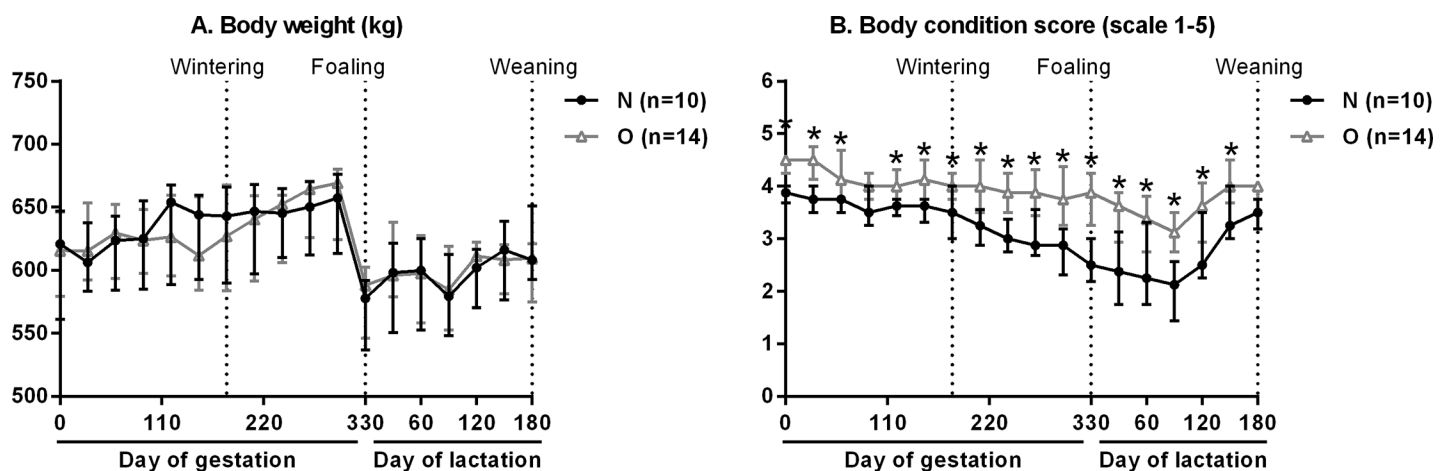 A. Body weight (kg)
Wintering Foaling Weaning
750
700
650
600
550
500
0 110 220 330 60 120 180
Day of gestation Day of lactation
N (n=10)
O (n=14)
B. Body condition score (scale 1-5)
Wintering Foaling Weaning
6
5
4
3
2
1
0
* * * * * * * * * * * * * * * *
0 110 220 330 60 120 180
Day of gestation Day of lactation
N (n=10)
O (n=14)